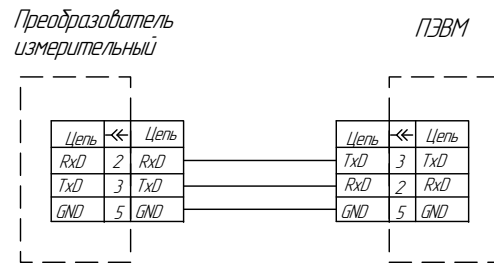 Преобразователь
измерительный
ПЭВМ
Цепь Цепь
RxD 2 RxD
TxD 3 TxD
GND 5 GND
Цепь Цепь
TxD 3 TxD
RxD 2 RxD
GND 5 GND